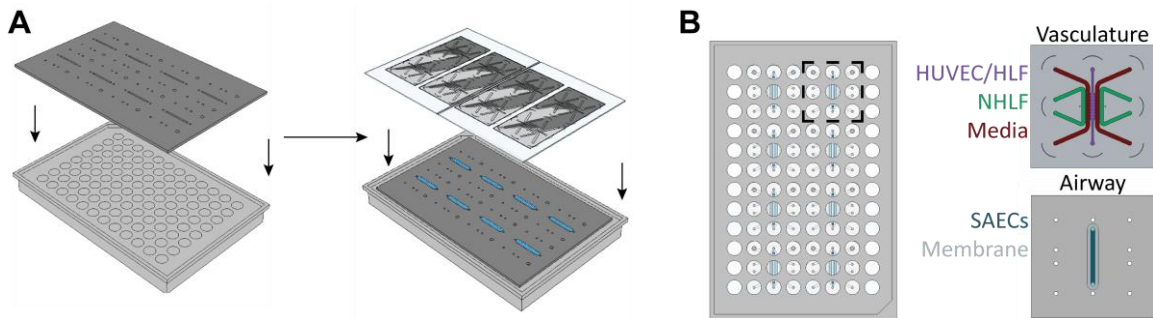 A
B
Vasculature
HUVEC/HLF
NHLF
Media
Airway
SAECs
Membrane